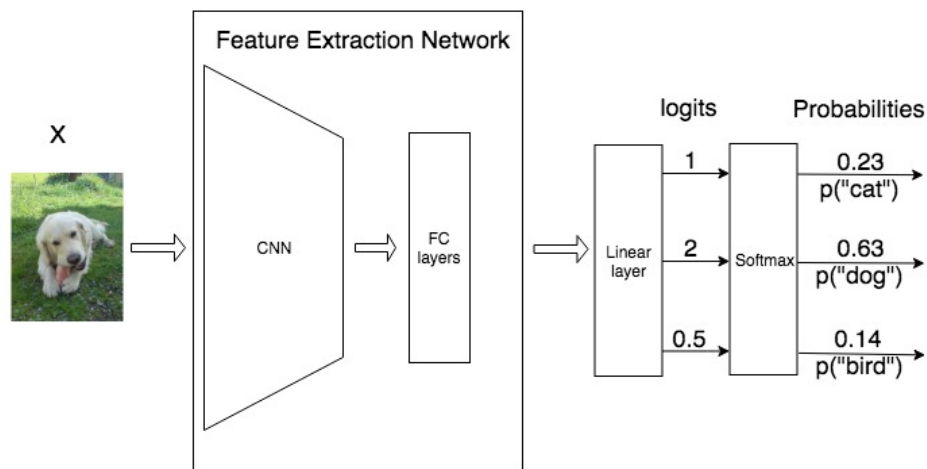 Feature Extraction Network
X
CNN
FC
layers
Linear
layer
logits
1
2
0.5
Softmax
Probabilities
0.23
p("cat")
0.63
p("dog")
0.14
p("bird")